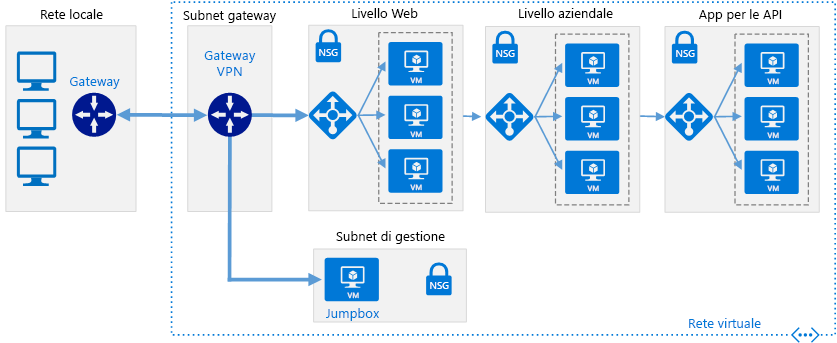 Rete locale
Subnet gateway
Livello Web
Livello aziendale
App per le API
Gateway
Gateway
VPN
NSG
VM
VM
VM
NSG
VM
VM
VM
NSG
VM
VM
VM
Subnet di gestione
VM
NSG
Jumpbox
Rete virtuale